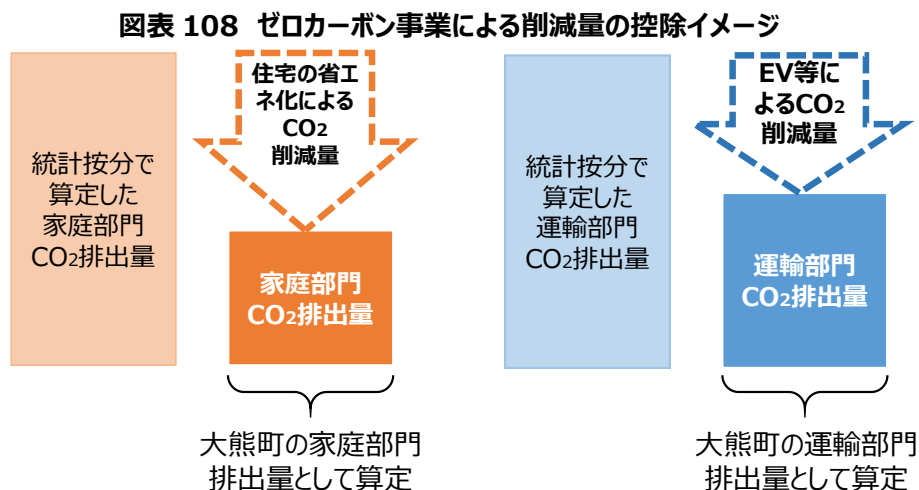 図表 108 ゼロカーボン事業による削減量の控除イメージ
統計按分で
算定した
家庭部門
CO2排出量
住宅の省エ
ネ化による
CO2
削減量
家庭部門
CO2排出量
大熊町の家庭部門
排出量として算定
統計按分で
算定した
運輸部門
CO2排出量
EV等に
よるCO2
削減量
運輸部門
CO2排出量
大熊町の運輸部門
排出量として算定